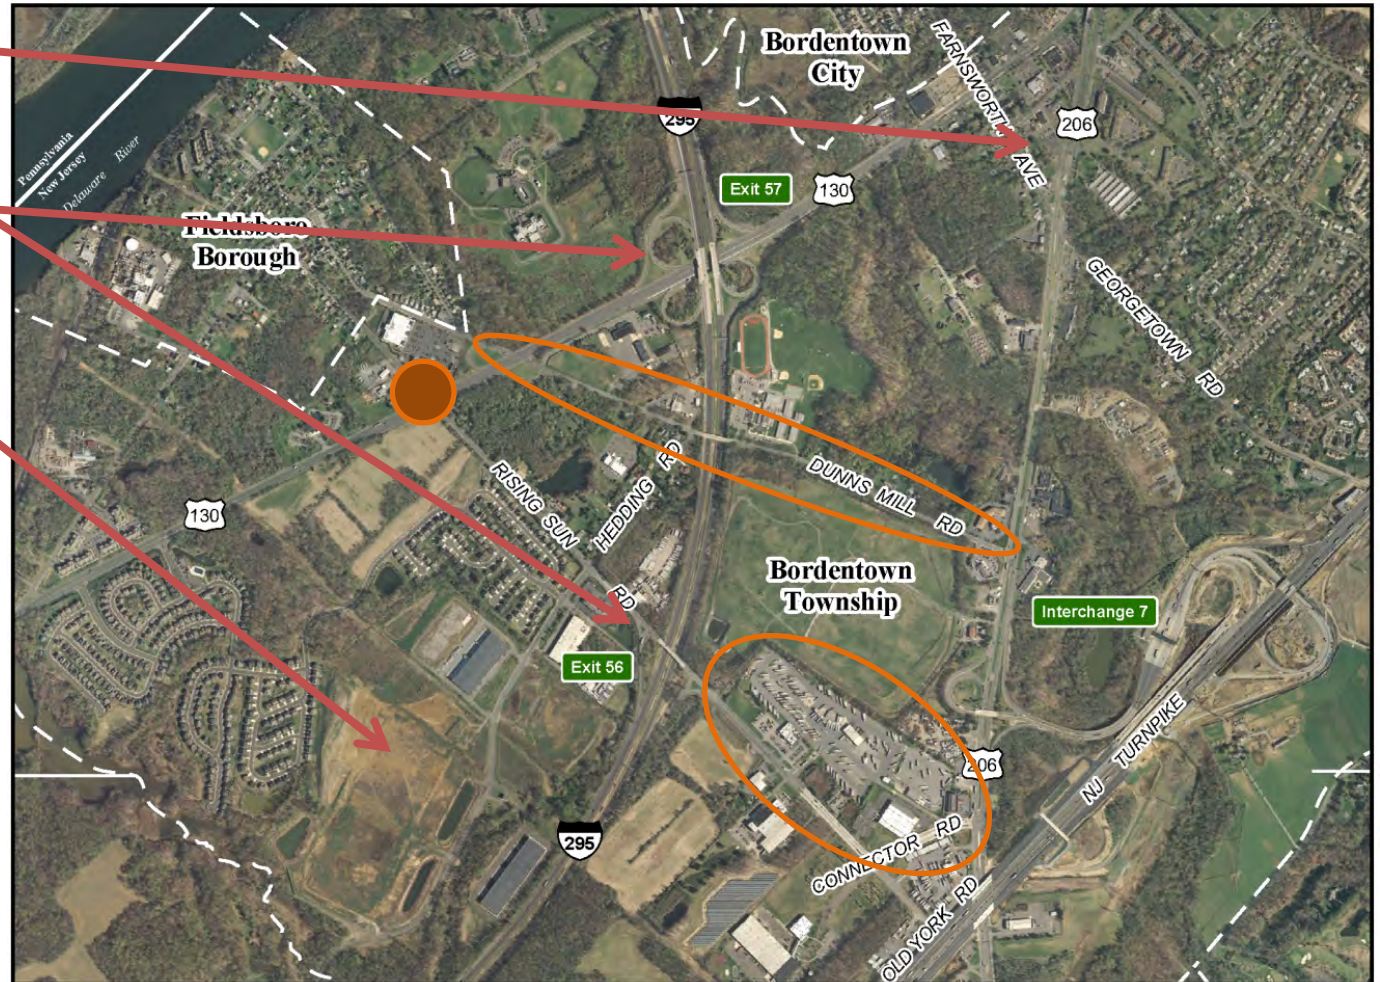 Bordentown
City
FARNSWORTH AVE
295
206
Pennsylvania
New Jersey
Delaware River
Exit 57
130
Fieldsboro
Borough
GEORGETOWN RD
RISING SUN RD
HEDDING RD
DUNNS MILL RD
130
Bordentown
Township
Interchange 7
Exit 56
NJ TURNPIKE
206
295
CONNECTOR RD
OLD YORK RD